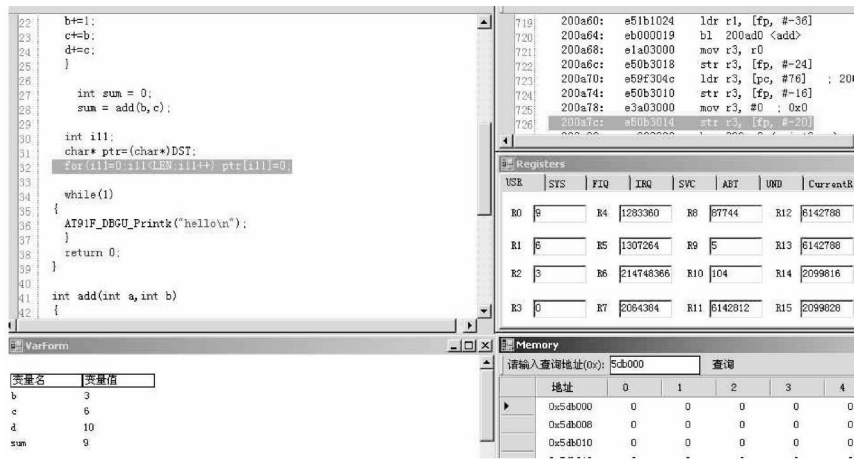 22 b+=1;
23 c+=b;
24 d+=c;
25 }
26
27 int sum = 0;
28 sum = add(b,c);
29
30 int i11;
31 char* ptr=(char*)DST;
32 for(i11=0;i11<LEN;i11++) ptr[i11]=0;
33
34 while(1)
35 {
36 AT91F_DBGU_Printk("hello\n");
37 }
38 return 0;
39 }
40
41 int add(int a,int b)
42 {
719 200a60: e51b1024 ldr r1, [fp, #-36]
720 200a64: eb000019 bl 200ad0 <add>
721 200a68: e1a03000 mov r3, r0
722 200a6c: e50b3018 str r3, [fp, #-24]
723 200a70: e59f304c ldr r3, [pc, #76] ; 200
724 200a74: e50b3010 str r3, [fp, #-16]
725 200a78: e3a03000 mov r3, #0 ; 0x0
726 200a7c: e50b3014 str r3, [fp, #-20]
Registers
USR SYS FIQ IRQ SVC ABT UND CurrentR
R0 9 R4 1283360 R8 87744 R12 6142788
R1 6 R5 1307264 R9 5 R13 6142788
R2 3 R6 214748366 R10 104 R14 2099816
R3 0 R7 2064384 R11 6142812 R15 2099828
VarForm
变量名 变量值
b 3
c 6
d 10
sum 9
Memory
请输入查询地址(0x): 5db000 查询
地址 0 1 2 3 4
0x5db000 0 0 0 0 0
0x5db008 0 0 0 0 0
0x5db010 0 0 0 0 0